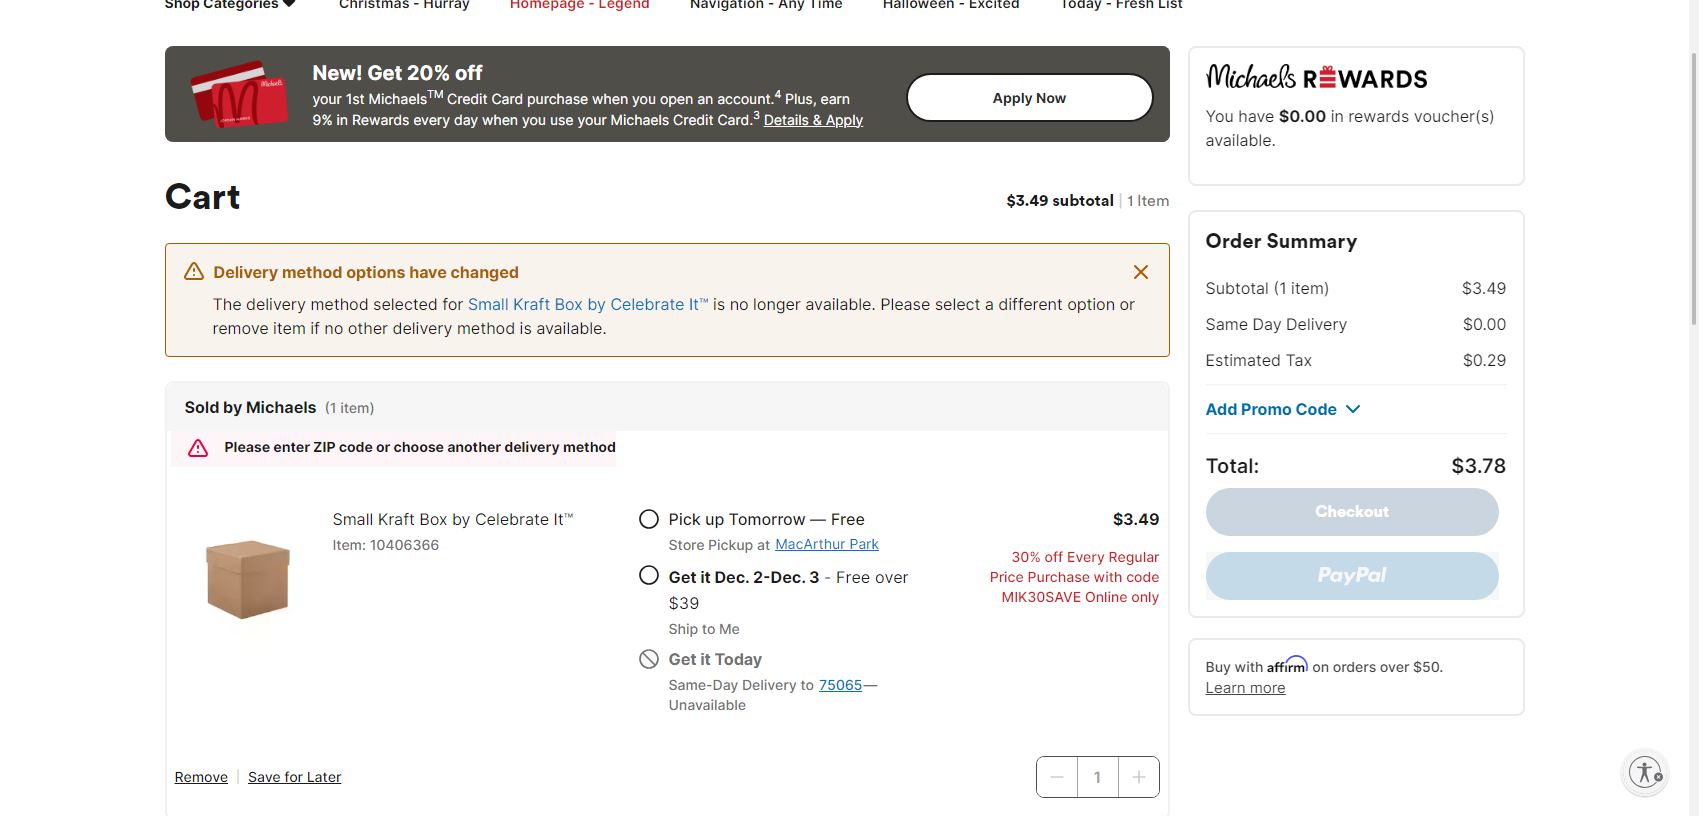 Shop Categories
Christmas - Hurray
Homepage - Legend
Navigation - Any Time
Halloween - Excited
Today - Fresh List
New! Get 20% off
your 1st Michaels™ Credit Card purchase when you open an account.4 Plus, earn
9% in Rewards every day when you use your Michaels Credit Card.3 Details & Apply
Apply Now
Michaels REWARDS
You have $0.00 in rewards voucher(s)
available.
Cart
$3.49 subtotal | 1 Item
Delivery method options have changed
The delivery method selected for Small Kraft Box by Celebrate It™ is no longer available. Please select a different option or
remove item if no other delivery method is available.
Sold by Michaels (1 item)
Please enter ZIP code or choose another delivery method
Small Kraft Box by Celebrate It™
Item: 10406366
Pick up Tomorrow — Free
Store Pickup at MacArthur Park
Get it Dec. 2-Dec. 3 - Free over
$39
Ship to Me
Get it Today
Same-Day Delivery to 75065—
Unavailable
$3.49
30% off Every Regular
Price Purchase with code
MIK30SAVE Online only
Remove | Save for Later
1
Order Summary
Subtotal (1 item) $3.49
Same Day Delivery $0.00
Estimated Tax $0.29
Add Promo Code
Total: $3.78
Checkout
PayPal
Buy with affirm on orders over $50.
Learn more